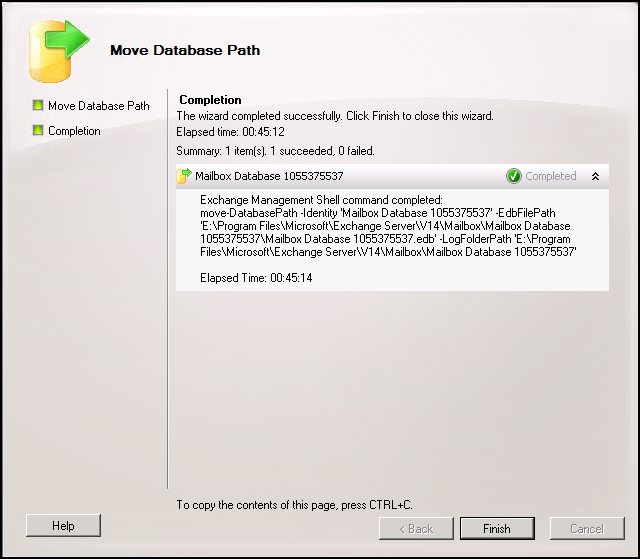 Move Database Path
Move Database Path
Completion
Completion
The wizard completed successfully. Click Finish to close this wizard.
Elapsed time: 00:45:12
Summary: 1 item(s). 1 succeeded, 0 failed.
Mailbox Database 1055375537
Completed
Exchange Management Shell command completed:
move-DatabasePath -Identity 'Mailbox Database 1055375537' -EdbFilePath
'E:\Program Files\Microsoft\Exchange Server\V14\Mailbox\Mailbox Database
1055375537\Mailbox Database 1055375537.edb' -LogFolderPath 'E:\Program
Files\Microsoft\Exchange Server\V14\Mailbox\Mailbox Database 1055375537'
Elapsed Time: 00:45:14
To copy the contents of this page, press CTRL+C.
Help
< Back
Finish
Cancel